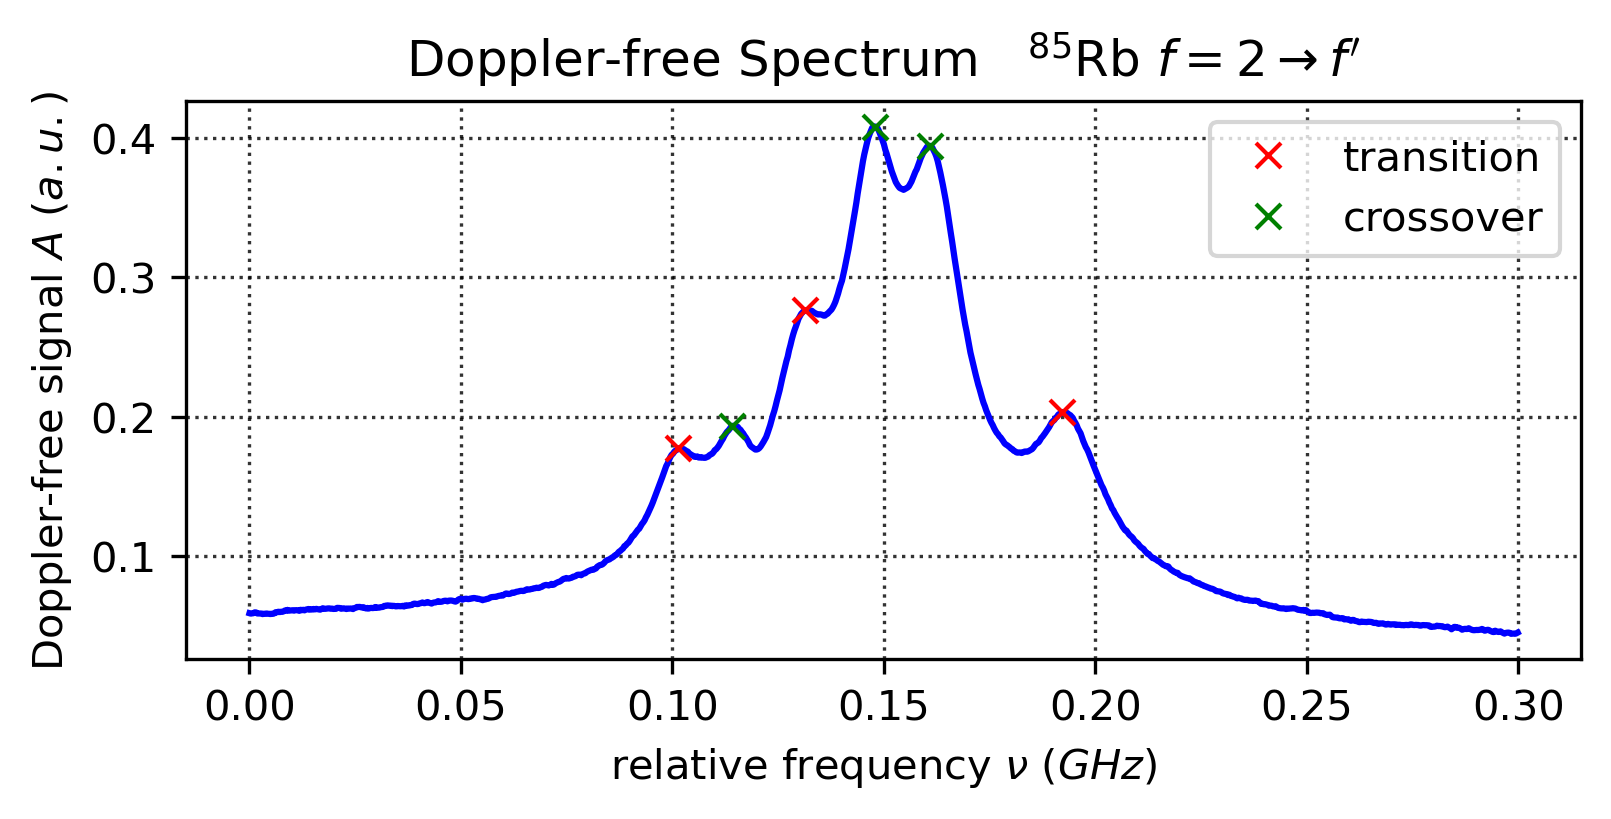 Doppler-free Spectrum ⁸⁵Rb f = 2 → f′
Doppler-free signal A (a.u.)
0.4
0.3
0.2
0.1
transition
crossover
0.00 0.05 0.10 0.15 0.20 0.25 0.30
relative frequency ν (GHz)